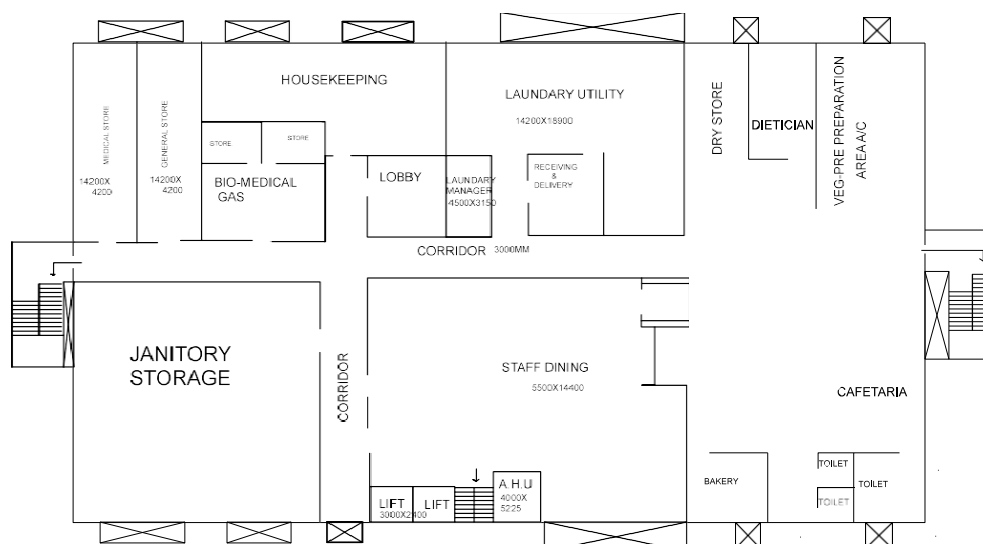 HOUSEKEEPING
LAUNDARY UTILITY
14200X16900
MEDICAL STORE
14200X
4200
GENERAL STORE
14200X
4200
STORE
STORE
BIO-MEDICAL
GAS
LOBBY
LAUNDARY
MANAGER
4500X3150
RECEIVING
&
DELIVERY
DRY STORE
DIETICIAN
VEG-PRE PREPARATION
AREA A/C
CORRIDOR 3000MM
JANITORY
STORAGE
CORRIDOR
STAFF DINING
5500X14400
CAFETARIA
LIFT
LIFT
3000X2400
A.H.U
4000X
5225
BAKERY
TOILET
TOILET
TOILET